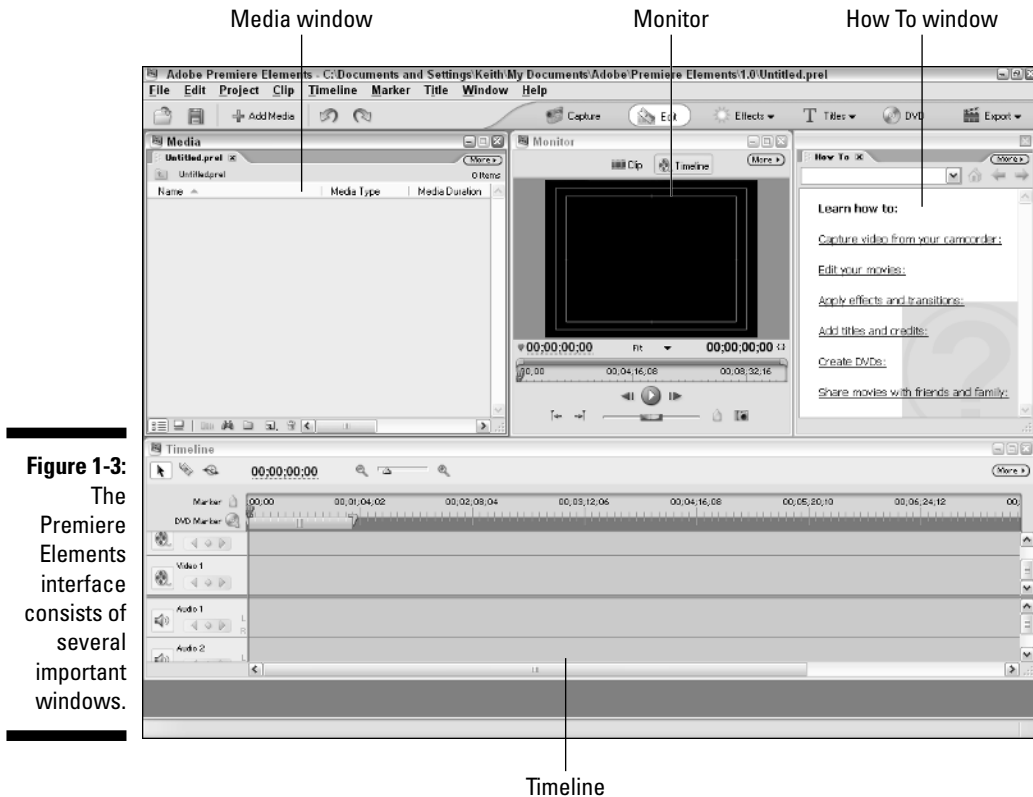 Media window
Monitor
How To window
Adobe Premiere Elements - C:\Documents and Settings\Keith\My Documents\Adobe\Premiere Elements\1.0\Untitled.prel
File Edit Project Clip Timeline Marker Title Window Help
Add Media
Capture
Edit
Effects
Titles
DVD
Export
Media
Untitled.prel
More
Untitled.prel
0 Items
Name
Media Type
Media Duration
Monitor
Clip
Timeline
More
00;00;00;00
Fit
00;00;00;00
00;00
00;04;16;08
00;08;32;16
How To
More
Learn how to:
Capture video from your camcorder:
Edit your movies:
Apply effects and transitions:
Add titles and credits:
Create DVDs:
Share movies with friends and family:
Timeline
00;00;00;00
More
Marker
00;00 00;01;04;02 00;02;08;04 00;03;12;06 00;04;16;08 00;05;20;10 00;06;24;12 00;
DVD Marker
Video 1
Audio 1
L
R
Audio 2
L
Figure 1-3:
The
Premiere
Elements
interface
consists of
several
important
windows.
Timeline